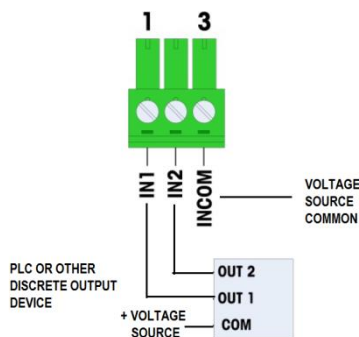 1 3
IN1
IN2
INCOM
VOLTAGE
SOURCE
COMMON
PLC OR OTHER
DISCRETE OUTPUT
DEVICE
OUT 2
OUT 1
+ VOLTAGE
SOURCE
COM